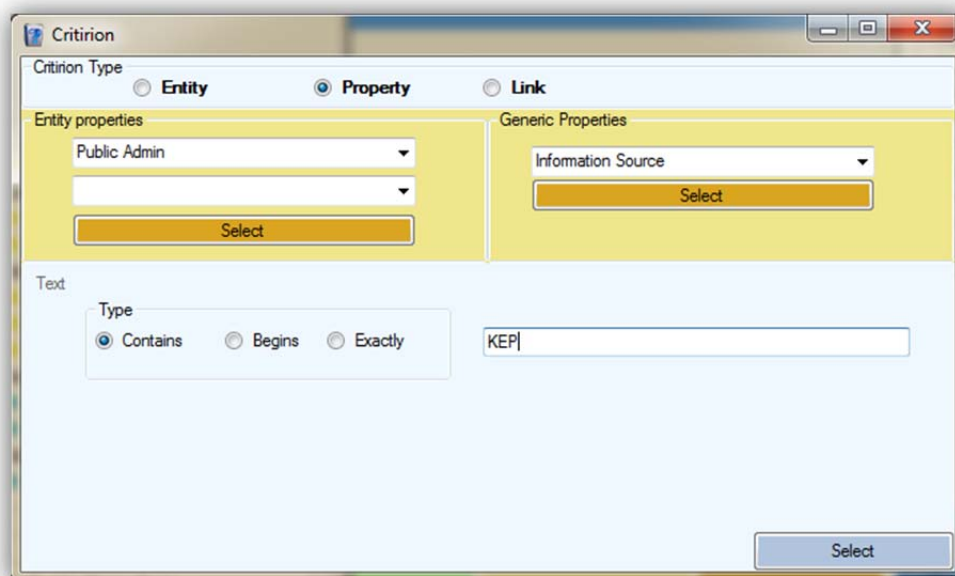 Critirion
Critirion Type
Entity Property Link
Entity properties
Public Admin
Select
Generic Properties
Information Source
Select
Text
Type
Contains Begins Exactly
KEP
Select